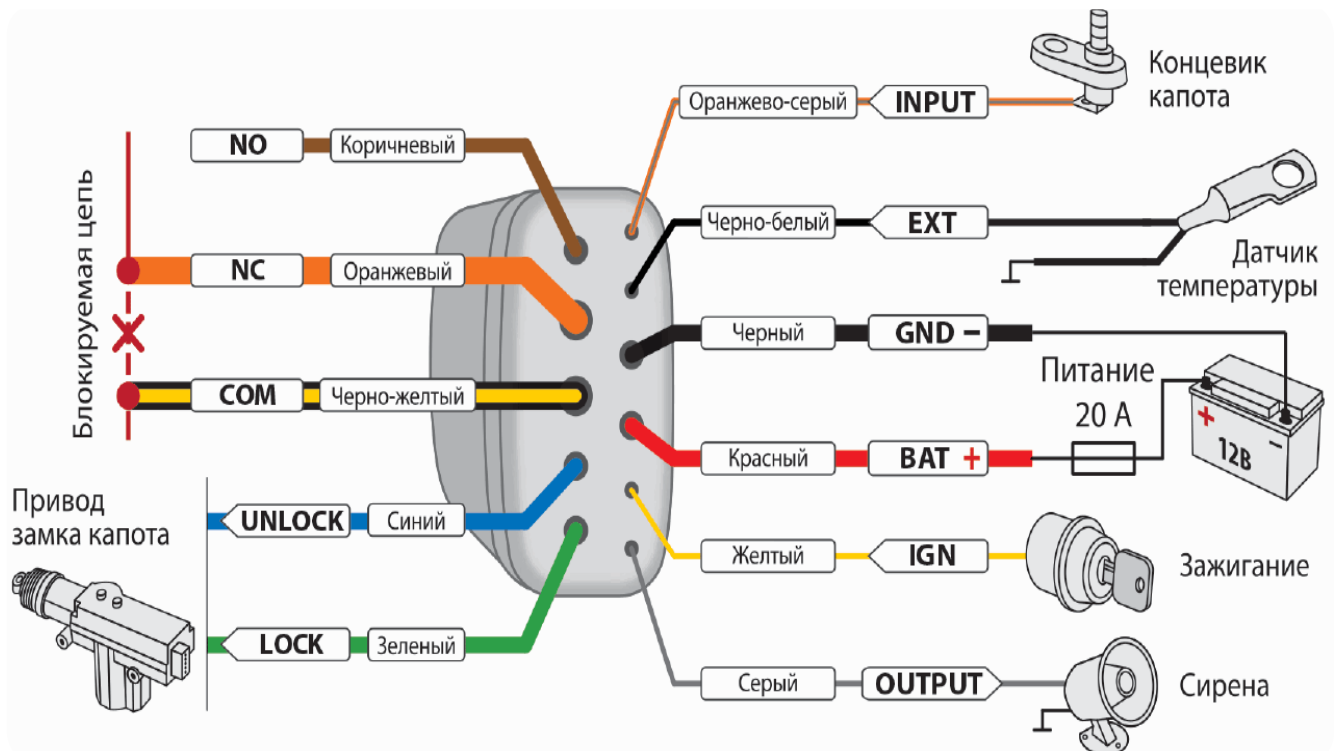 Оранжево-серый
INPUT
Концевик
капота
NO
Коричневый
Блокируемая цепь
Черно-белый
EXT
Датчик
температуры
NC
Оранжевый
Черный
GND −
Питание
20 А
COM
Черно-желтый
Красный
BAT +
+
−
12В
Привод
замка капота
UNLOCK
Синий
Желтый
IGN
Зажигание
LOCK
Зеленый
Серый
OUTPUT
Сирена